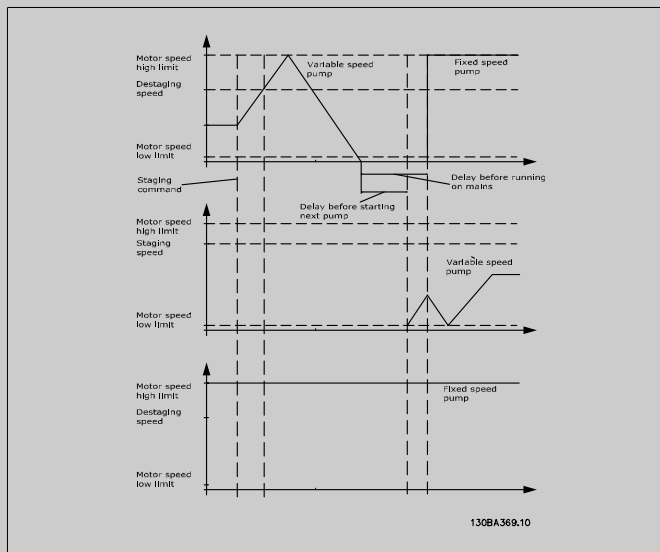 Motor speed
high limit
Variable speed
pump
Fixed speed
pump
Destaging
speed
Motor speed
low limit
Staging
command
Delay before running
on mains
Delay before starting
next pump
Motor speed
high limit
Staging
speed
Variable speed
pump
Motor speed
low limit
Motor speed
high limit
Fixed speed
pump
Destaging
speed
Motor speed
low limit
130BA369.10